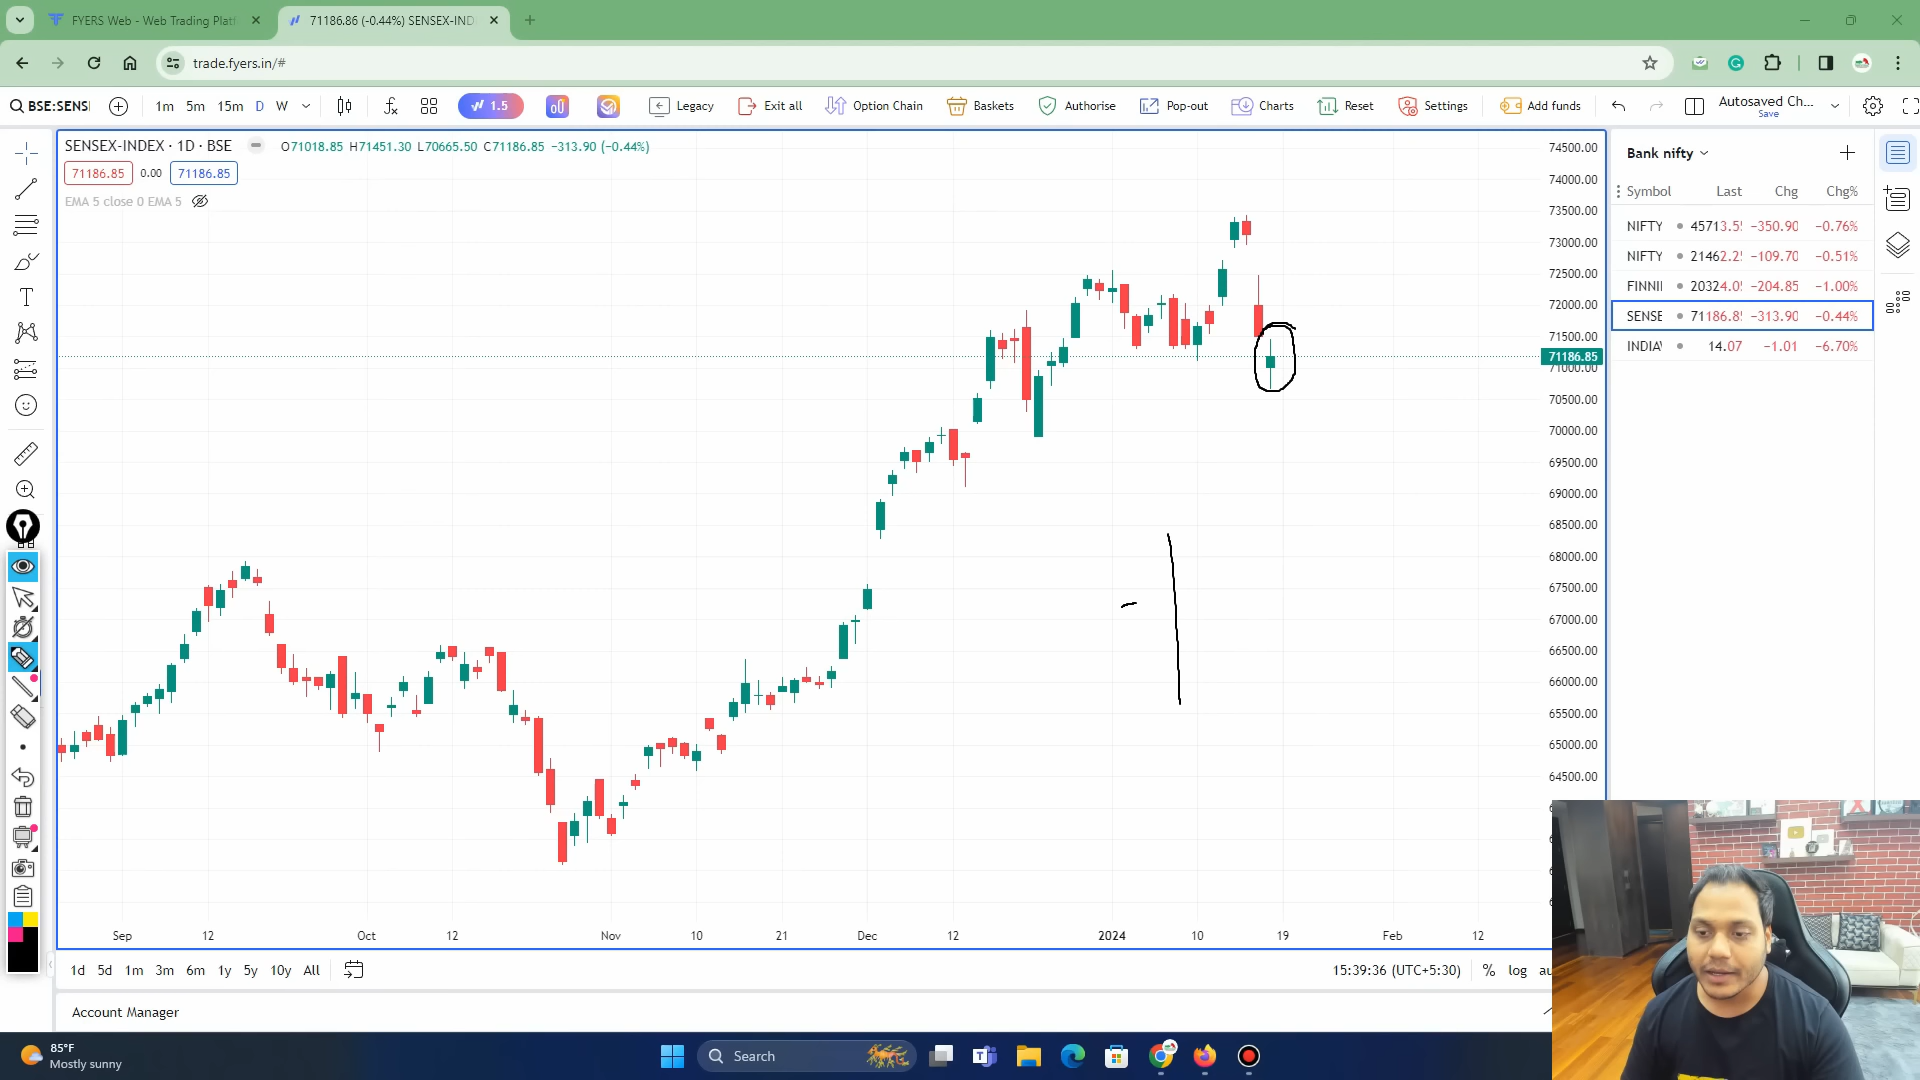 FYERS Web - Web Trading Platf
71186.86 (-0.44%) SENSEX-IND
trade.fyers.in/#
BSE:SENSI
1m 5m 15m D W
1.5
Legacy
Exit all
Option Chain
Baskets
Authorise
Pop-out
Charts
Reset
Settings
Add funds
Autosaved Ch...
Save
SENSEX-INDEX · 1D · BSE
O71018.85 H71451.30 L70665.50 C71186.85 −313.90 (−0.44%)
71186.85 0.00 71186.85
EMA 5 close 0 EMA 5
74500.00
74000.00
73500.00
73000.00
72500.00
72000.00
71500.00
71186.85
71000.00
70500.00
70000.00
69500.00
69000.00
68500.00
68000.00
67500.00
67000.00
66500.00
66000.00
65500.00
65000.00
64500.00
Sep 12 Oct 12 Nov 10 21 Dec 12 2024 10 19 Feb 12
1d 5d 1m 3m 6m 1y 5y 10y All
15:39:36 (UTC+5:30) % log au
Account Manager
Bank nifty
Symbol Last Chg Chg%
NIFTY 45713.5 −350.90 −0.76%
NIFTY 21462.2 −109.70 −0.51%
FINNI 20324.0 −204.85 −1.00%
SENSE 71186.8 −313.90 −0.44%
INDIA 14.07 −1.01 −6.70%
85°F
Mostly sunny
Search